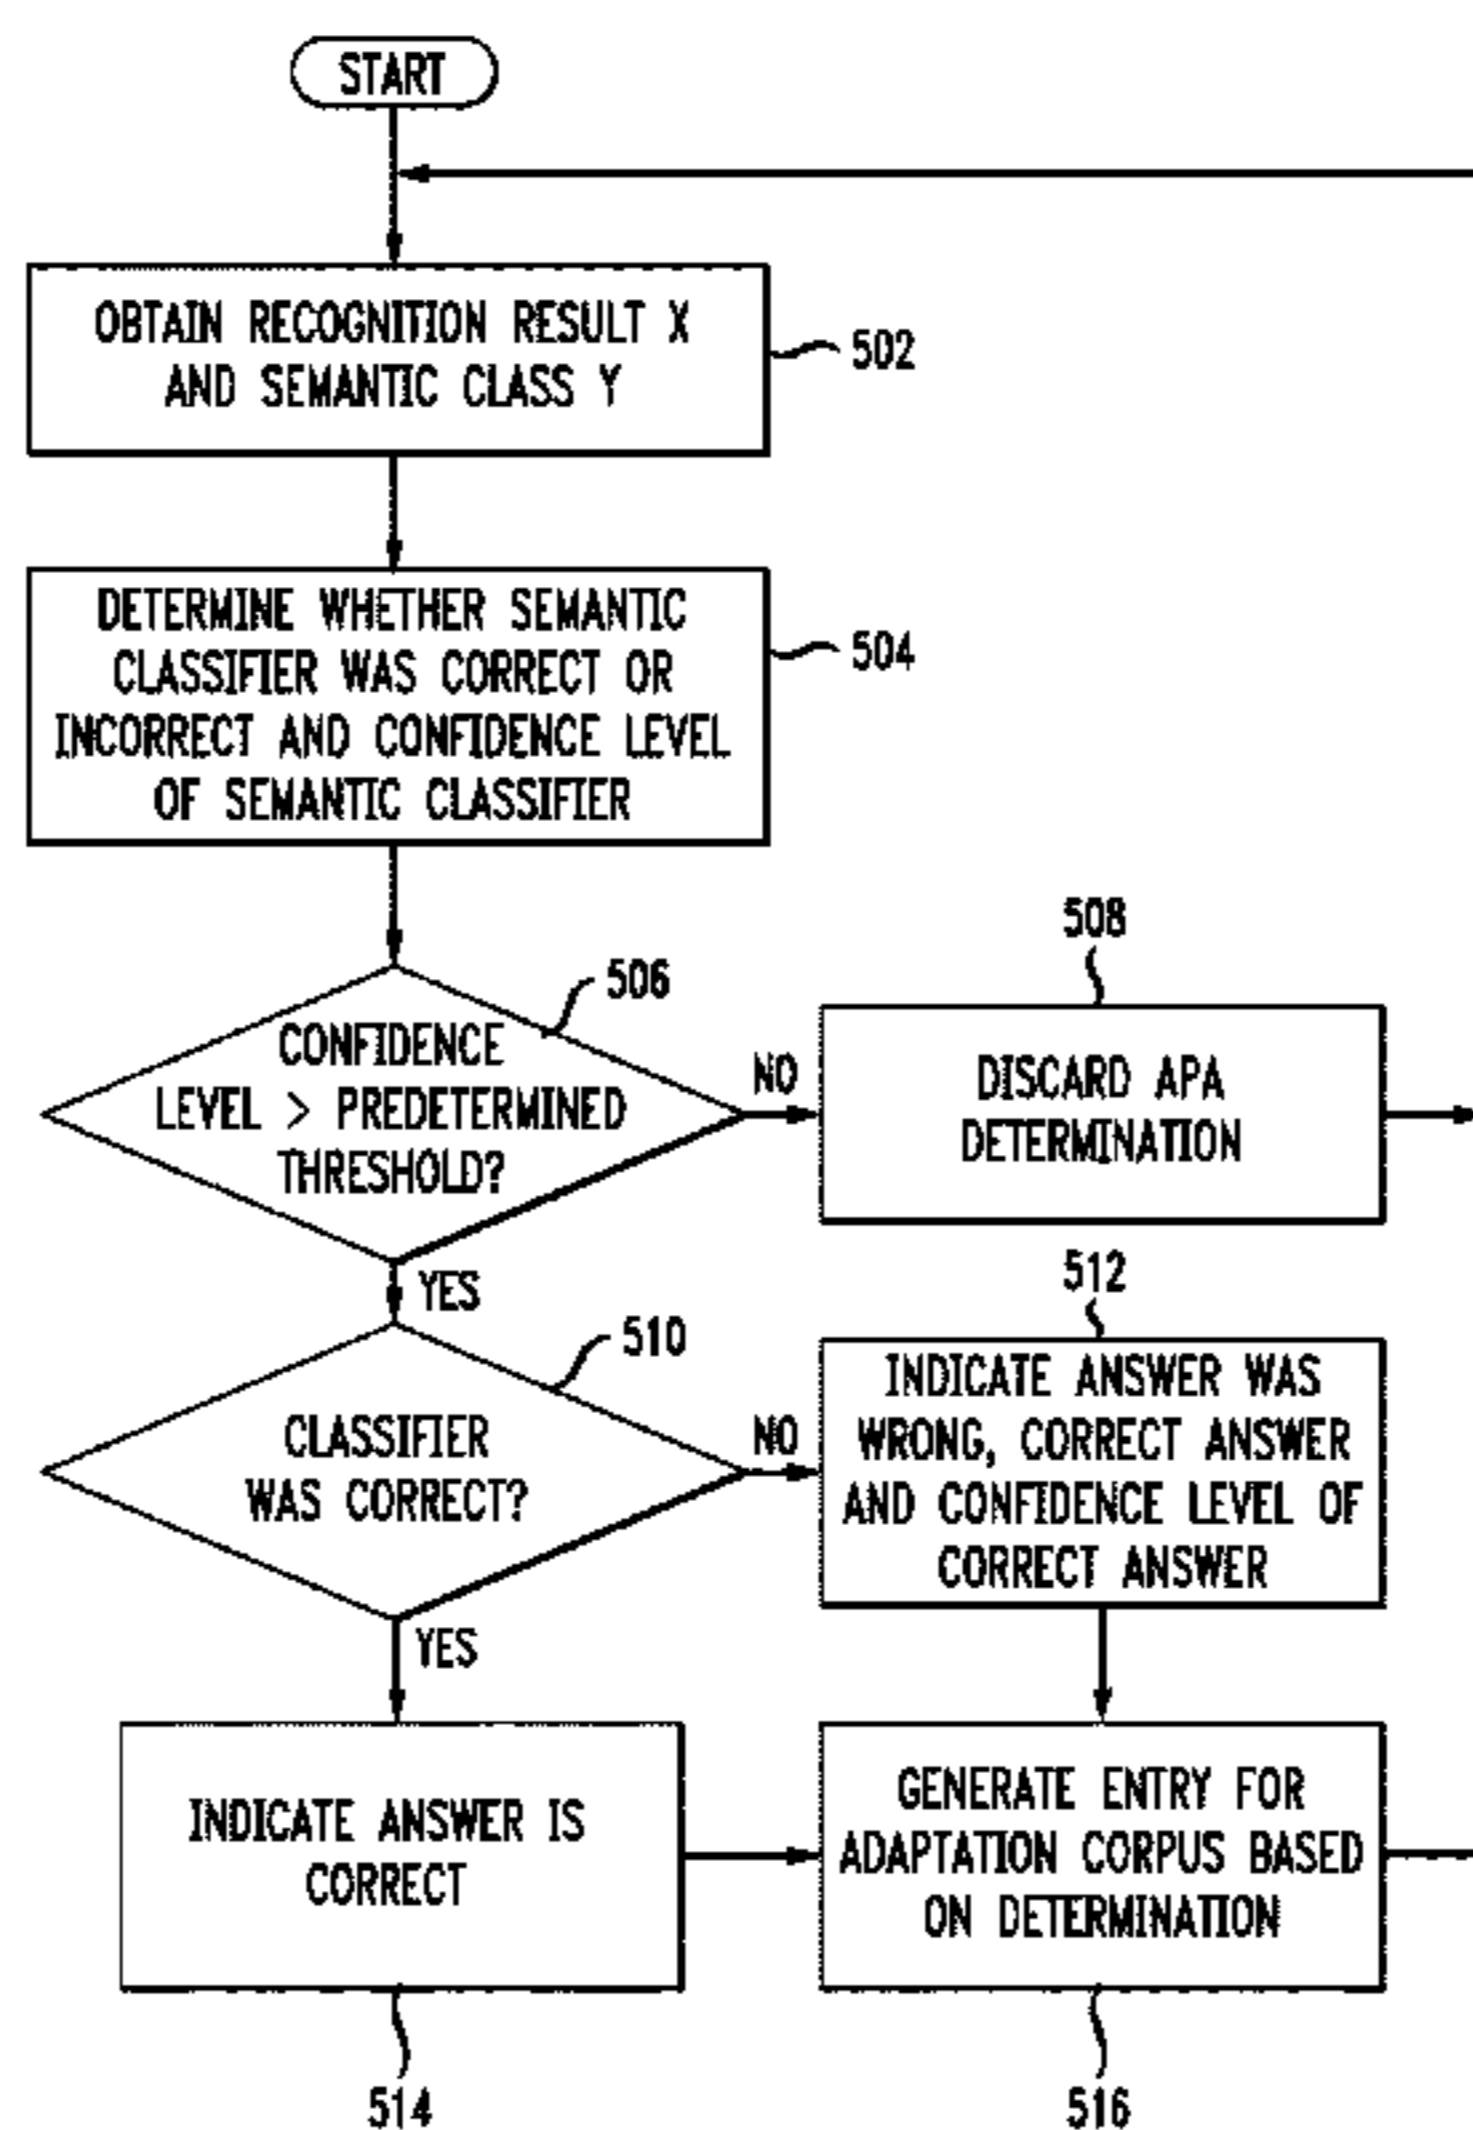 START
OBTAIN RECOGNITION RESULT X
AND SEMANTIC CLASS Y
502
DETERMINE WHETHER SEMANTIC
CLASSIFIER WAS CORRECT OR
INCORRECT AND CONFIDENCE LEVEL
OF SEMANTIC CLASSIFIER
504
506
CONFIDENCE
LEVEL > PREDETERMINED
THRESHOLD?
NO
508
DISCARD APA
DETERMINATION
YES
510
CLASSIFIER
WAS CORRECT?
NO
512
INDICATE ANSWER WAS
WRONG, CORRECT ANSWER
AND CONFIDENCE LEVEL OF
CORRECT ANSWER
YES
INDICATE ANSWER IS
CORRECT
514
GENERATE ENTRY FOR
ADAPTATION CORPUS BASED
ON DETERMINATION
516